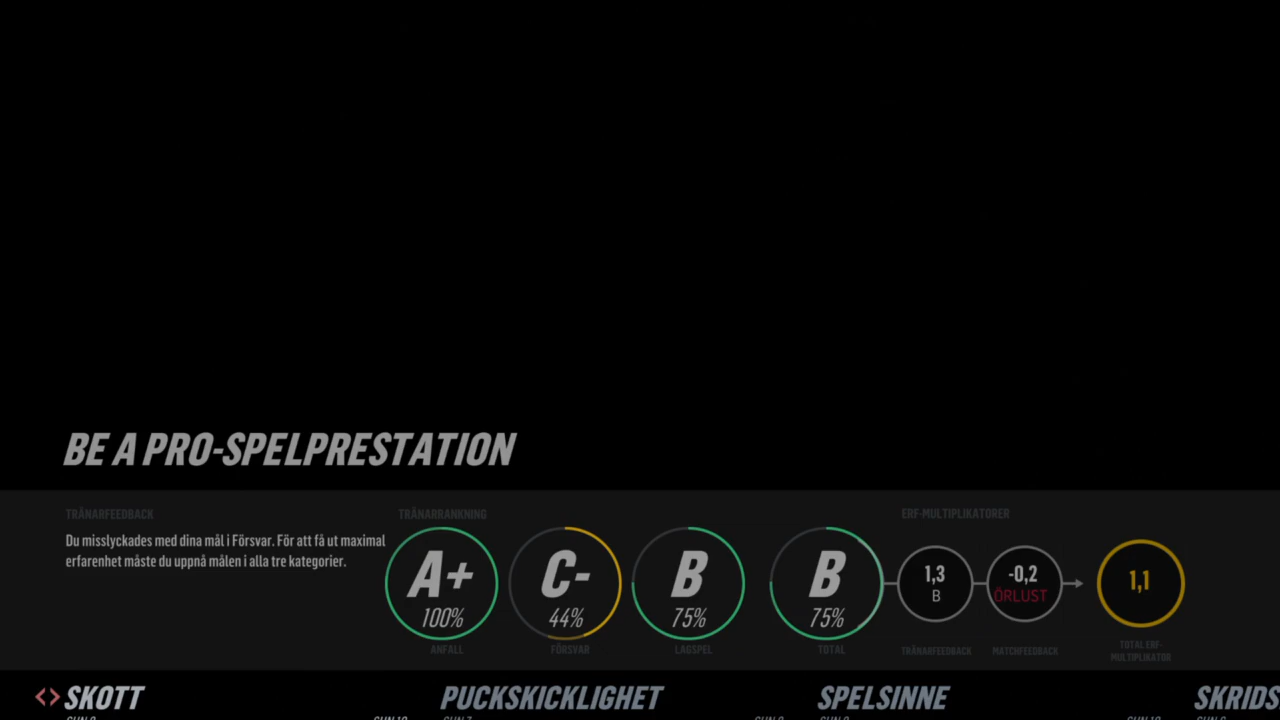 BE A PRO-SPELPRESTATION
TRÄNARFEEDBACK
Du misslyckades med dina mål i Försvar. För att få ut maximal
erfarenhet måste du uppnå målen i alla tre kategorier.
TRÄNARRANKNING
A+
100%
ANFALL
C-
44%
FÖRSVAR
B
75%
LAGSPEL
B
75%
TOTAL
ERF-MULTIPLIKATORER
1,3
B
TRÄNARFEEDBACK
-0,2
ÖRLUST
MATCHFEEDBACK
1,1
TOTAL ERF-
MULTIPLIKATOR
SKOTT
PUCKSKICKLIGHET
SPELSINNE
SKRIDS